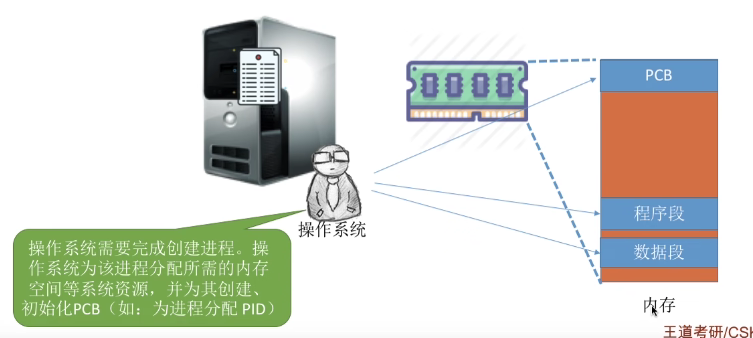 PCB
程序段
数据段
操作系统
操作系统需要完成创建进程。操
作系统为该进程分配所需的内存
空间等系统资源，并为其创建、
初始化PCB（如：为进程分配 PID）
内存
王道考研/CSK